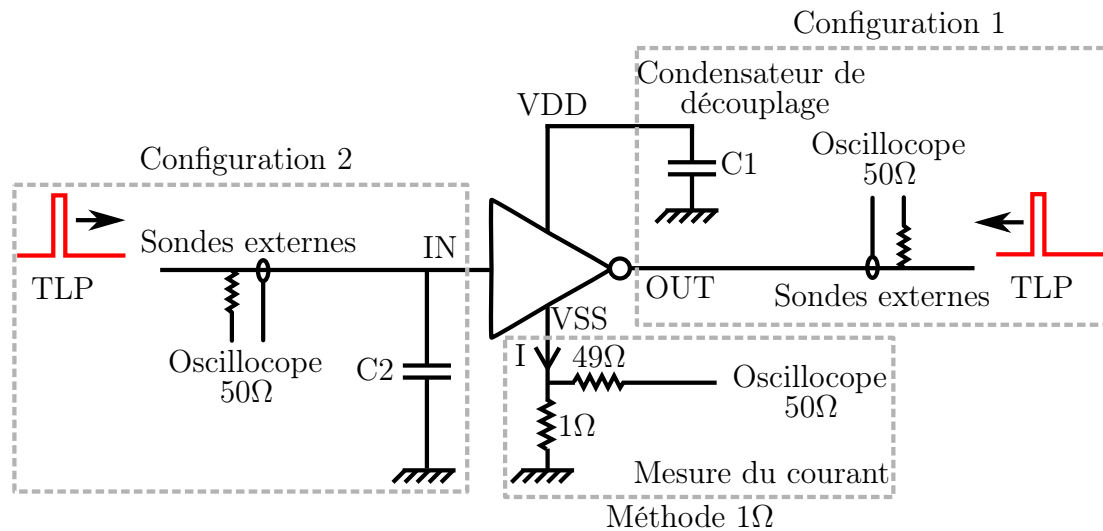 Configuration 1
Condensateur de
découplage
VDD
C1
Oscillocope
50Ω
Configuration 2
TLP
Sondes externes
IN
Oscillocope
50Ω
C2
OUT
Sondes externes
TLP
VSS
I
49Ω
Oscillocope
50Ω
1Ω
Mesure du courant
Méthode 1Ω